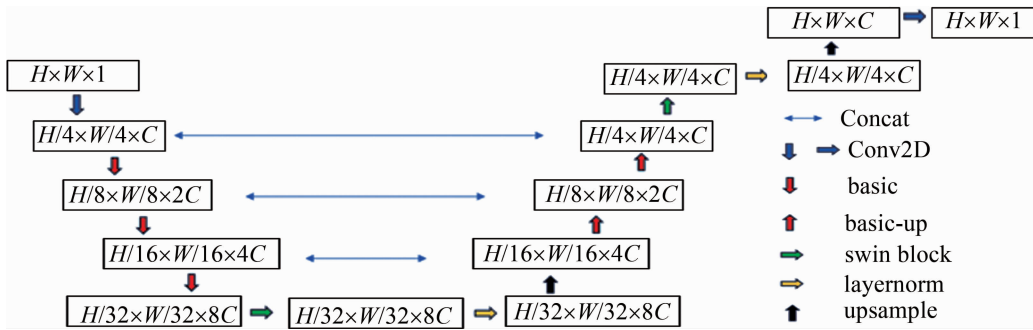 H×W×C
H×W×1
H×W×1
H/4×W/4×C
H/4×W/4×C
H/4×W/4×C
H/4×W/4×C
Concat
Conv2D
H/8×W/8×2C
H/8×W/8×2C
basic
basic-up
H/16×W/16×4C
H/16×W/16×4C
swin block
layernorm
H/32×W/32×8C
H/32×W/32×8C
H/32×W/32×8C
upsample